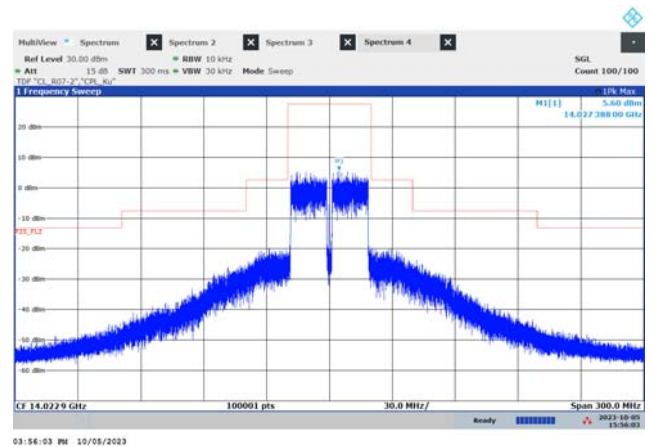 MultiView Spectrum X Spectrum 2 X Spectrum 3 X Spectrum 4 X
Ref Level 30.00 dBm RBW 10 kHz SGL
Att 15 dB SWT 300 ms VBW 30 kHz Mode Sweep Count 100/100
TDF "CL_R07-2","CPL_Ku"
1 Frequency Sweep 1Pk Max
M1[1] 5.60 dBm
14.027 388 00 GHz
20 dBm
10 dBm
M1
0 dBm
-10 dBm
P25_FL2
-20 dBm
-30 dBm
-40 dBm
-50 dBm
-60 dBm
CF 14.0229 GHz 100001 pts 30.0 MHz/ Span 300.0 MHz
Ready 2023-10-05
15:56:03
03:56:03 PM 10/05/2023